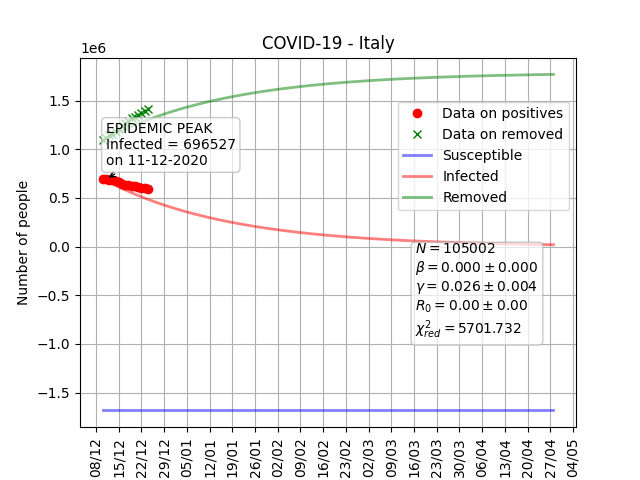 COVID-19 - Italy
1e6
Number of people
1.5
1.0
0.5
0.0
−0.5
−1.0
−1.5
EPIDEMIC PEAK
Infected = 696527
on 11-12-2020
Data on positives
Data on removed
Susceptible
Infected
Removed
N = 105002
β = 0.000 ± 0.000
γ = 0.026 ± 0.004
R₀ = 0.00 ± 0.00
χ²red = 5701.732
08/12
15/12
22/12
29/12
05/01
12/01
19/01
26/01
02/02
09/02
16/02
23/02
02/03
09/03
16/03
23/03
30/03
06/04
13/04
20/04
27/04
04/05